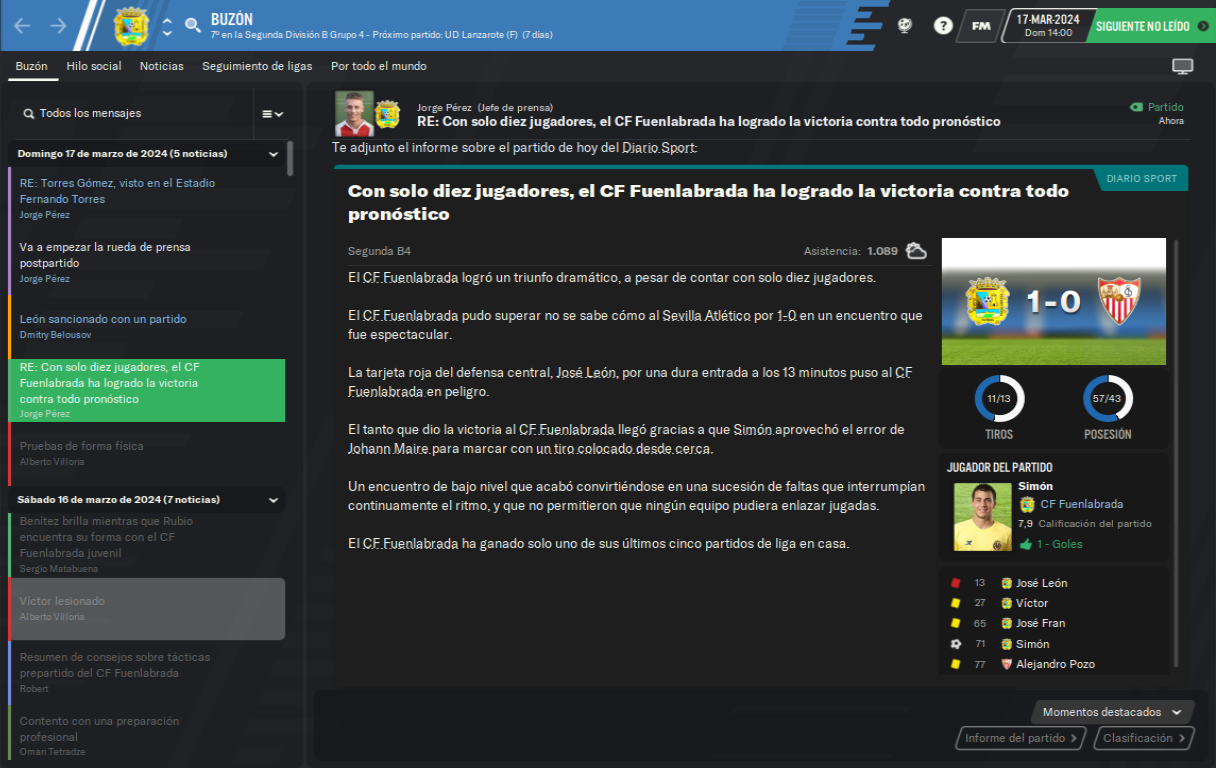 BUZÓN
7º en la Segunda División B Grupo 4 - Próximo partido: UD Lanzarote (F) (7 días)
?
FM
17-MAR-2024
Dom 14:00
SIGUIENTE NO LEÍDO
Buzón
Hilo social
Noticias
Seguimiento de ligas
Por todo el mundo
Todos los mensajes
Domingo 17 de marzo de 2024 (5 noticias)
RE: Torres Gómez, visto en el Estadio
Fernando Torres
Jorge Pérez
Va a empezar la rueda de prensa
postpartido
Jorge Pérez
León sancionado con un partido
Dmitry Belousov
RE: Con solo diez jugadores, el CF
Fuenlabrada ha logrado la victoria
contra todo pronóstico
Jorge Pérez
Pruebas de forma física
Alberto Villoria
Sábado 16 de marzo de 2024 (7 noticias)
Benítez brilla mientras que Rubio
encuentra su forma con el CF
Fuenlabrada juvenil
Sergio Matabuena
Víctor lesionado
Alberto Villoria
Resumen de consejos sobre tácticas
prepartido del CF Fuenlabrada
Robert
Contento con una preparación
profesional
Omari Tetradze
Jorge Pérez (Jefe de prensa)
RE: Con solo diez jugadores, el CF Fuenlabrada ha logrado la victoria contra todo pronóstico
Partido
Ahora
Te adjunto el informe sobre el partido de hoy del Diario Sport:
DIARIO SPORT
Con solo diez jugadores, el CF Fuenlabrada ha logrado la victoria contra todo
pronóstico
Segunda B4
Asistencia: 1.089
El CF Fuenlabrada logró un triunfo dramático, a pesar de contar con solo diez jugadores.
El CF Fuenlabrada pudo superar no se sabe cómo al Sevilla Atlético por 1-0 en un encuentro que
fue espectacular.
La tarjeta roja del defensa central, José León, por una dura entrada a los 13 minutos puso al CF
Fuenlabrada en peligro.
El tanto que dio la victoria al CF Fuenlabrada llegó gracias a que Simón aprovechó el error de
Johann Maire para marcar con un tiro colocado desde cerca.
Un encuentro de bajo nivel que acabó convirtiéndose en una sucesión de faltas que interrumpían
continuamente el ritmo, y que no permitieron que ningún equipo pudiera enlazar jugadas.
El CF Fuenlabrada ha ganado solo uno de sus últimos cinco partidos de liga en casa.
1-0
11/13
TIROS
57/43
POSESIÓN
JUGADOR DEL PARTIDO
Simón
CF Fuenlabrada
7,9 Calificación del partido
1 - Goles
13 José León
27 Víctor
65 José Fran
71 Simón
77 Alejandro Pozo
Momentos destacados
Informe del partido
Clasificación